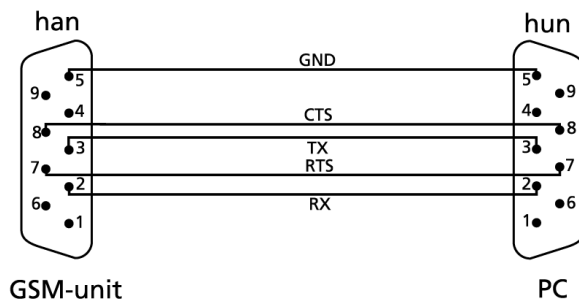 han hun
GND
5 5
9 9
4 4
CTS
8 8
3 3
TX
RTS
7 7
2 2
RX
6 6
1 1
GSM-unit PC